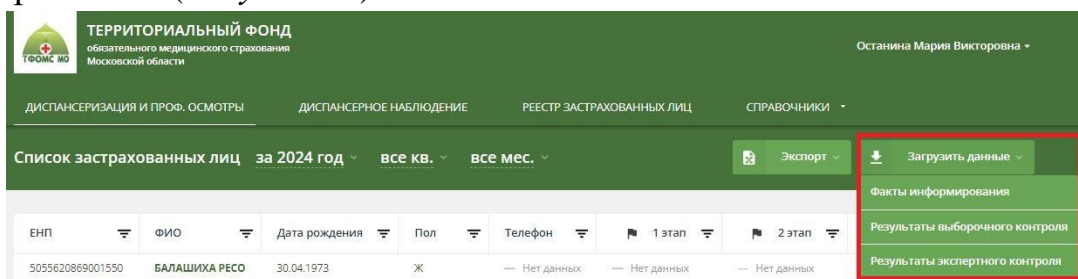 ТЕРРИТОРИАЛЬНЫЙ ФОНД
обязательного медицинского страхования
Московской области
ТФОМС МО
Останина Мария Викторовна
ДИСПАНСЕРИЗАЦИЯ И ПРОФ. ОСМОТРЫ ДИСПАНСЕРНОЕ НАБЛЮДЕНИЕ РЕЕСТР ЗАСТРАХОВАННЫХ ЛИЦ СПРАВОЧНИКИ
Список застрахованных лиц за 2024 год все кв. все мес. Экспорт Загрузить данные
Факты информирования
Результаты выборочного контроля
Результаты экспертного контроля
ЕНП ФИО Дата рождения Пол Телефон 1 этап 2 этап
5055620869001550 БАЛАШИХА РЕСО 30.04.1973 Ж — Нет данных — Нет данных — Нет данных